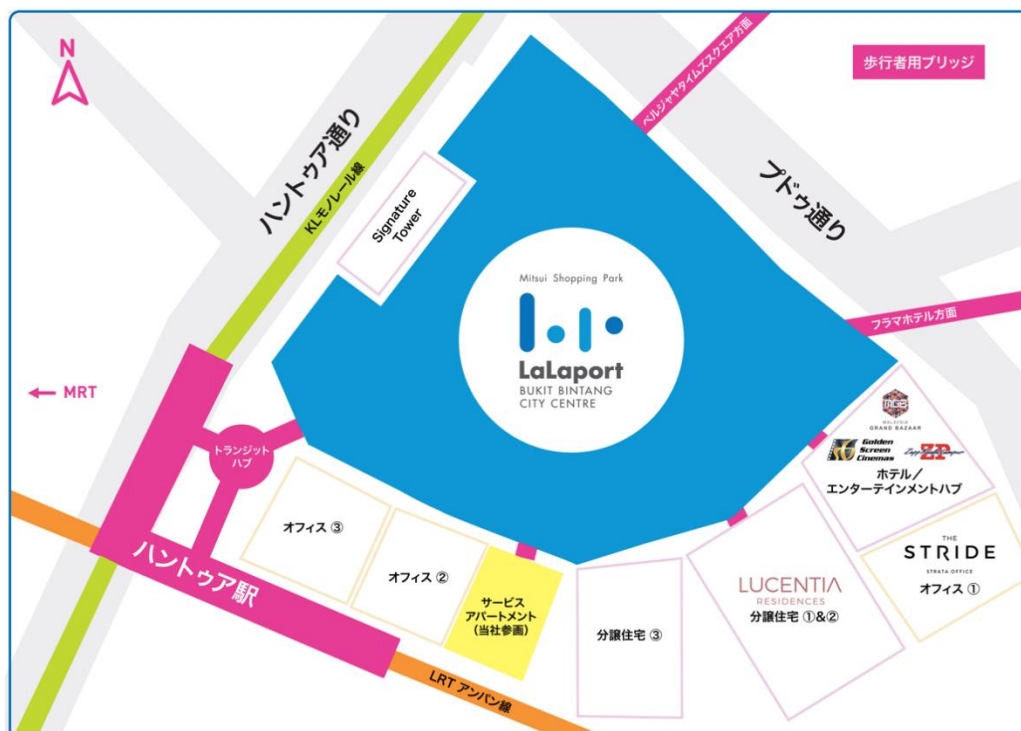 N
歩行者用ブリッジ
ベルジャヤタイムズスクエア方面
ハントゥア通り
KLモノレール線
プドゥ通り
Signature
Tower
Mitsui Shopping Park
LaLaport
BUKIT BINTANG
CITY CENTRE
フラマホテル方面
← MRT
トランジット
ハブ
MGB
MALAYSIA
GRAND BAZAAR
Golden
Screen
Cinemas
ZP
ホテル／
エンターテインメントハブ
オフィス ③
オフィス ②
サービス
アパートメント
(当社参画)
ハントゥア駅
分譲住宅 ③
LUCENTIA
RESIDENCES
分譲住宅 ①&②
THE
STRIDE
STRATA OFFICE
オフィス ①
LRT アンパン線